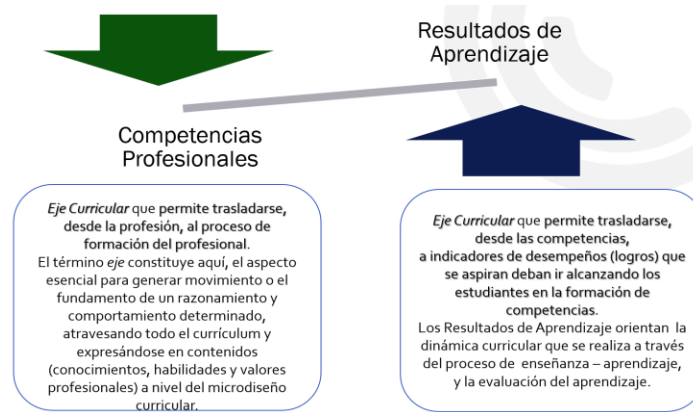 Resultados de
Aprendizaje
Competencias
Profesionales
Eje Curricular que permite trasladarse,
desde la profesión, al proceso de
formación del profesional.
El término eje constituye aquí, el aspecto
esencial para generar movimiento o el
fundamento de un razonamiento y
comportamiento determinado,
atravesando todo el currículum y
expresándose en contenidos
(conocimientos, habilidades y valores
profesionales) a nivel del microdiseño
curricular.
Eje Curricular que permite trasladarse,
desde las competencias,
a indicadores de desempeños (logros) que
se aspiran deban ir alcanzando los
estudiantes en la formación de
competencias.
Los Resultados de Aprendizaje orientan la
dinámica curricular que se realiza a través
del proceso de enseñanza – aprendizaje,
y la evaluación del aprendizaje.